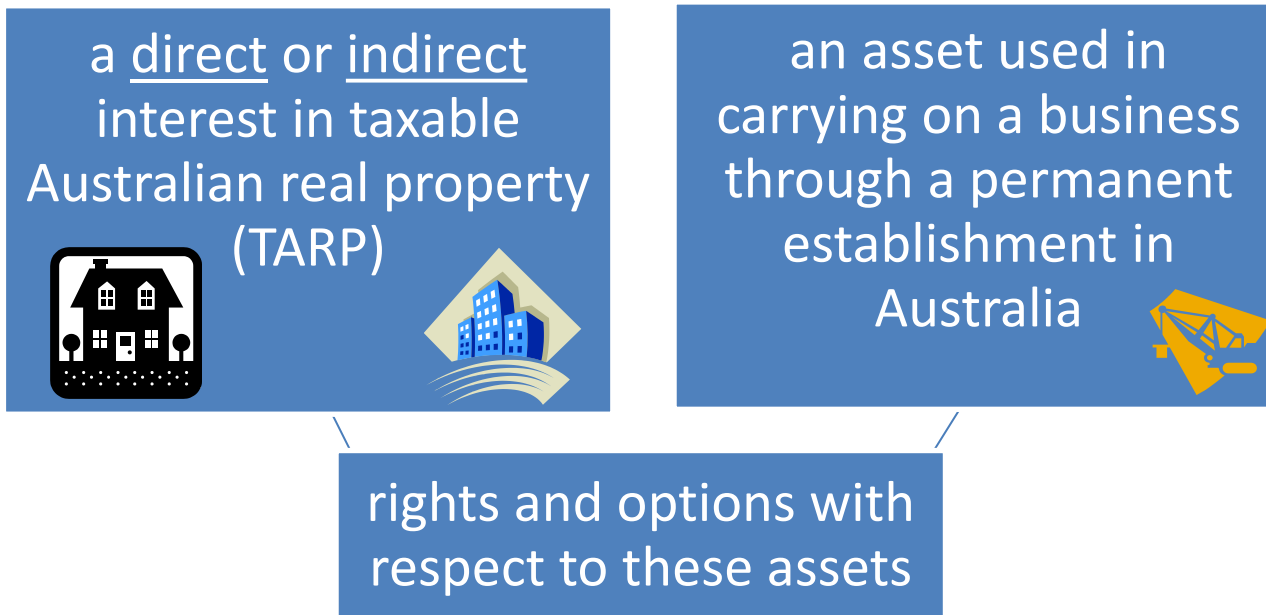 a direct or indirect
interest in taxable
Australian real property
(TARP)
an asset used in
carrying on a business
through a permanent
establishment in
Australia
rights and options with
respect to these assets